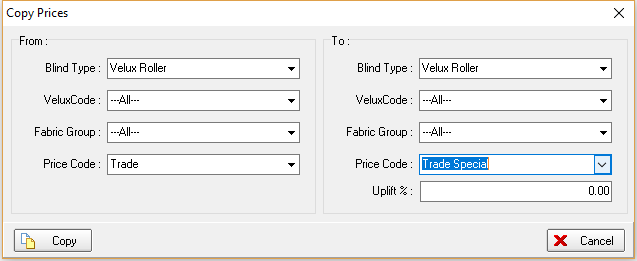 Copy Prices
From :
Blind Type : Velux Roller
VeluxCode : ---All---
Fabric Group : ---All---
Price Code : Trade
To :
Blind Type : Velux Roller
VeluxCode : ---All---
Fabric Group : ---All---
Price Code : Trade Special
Uplift % : 0.00
Copy
Cancel